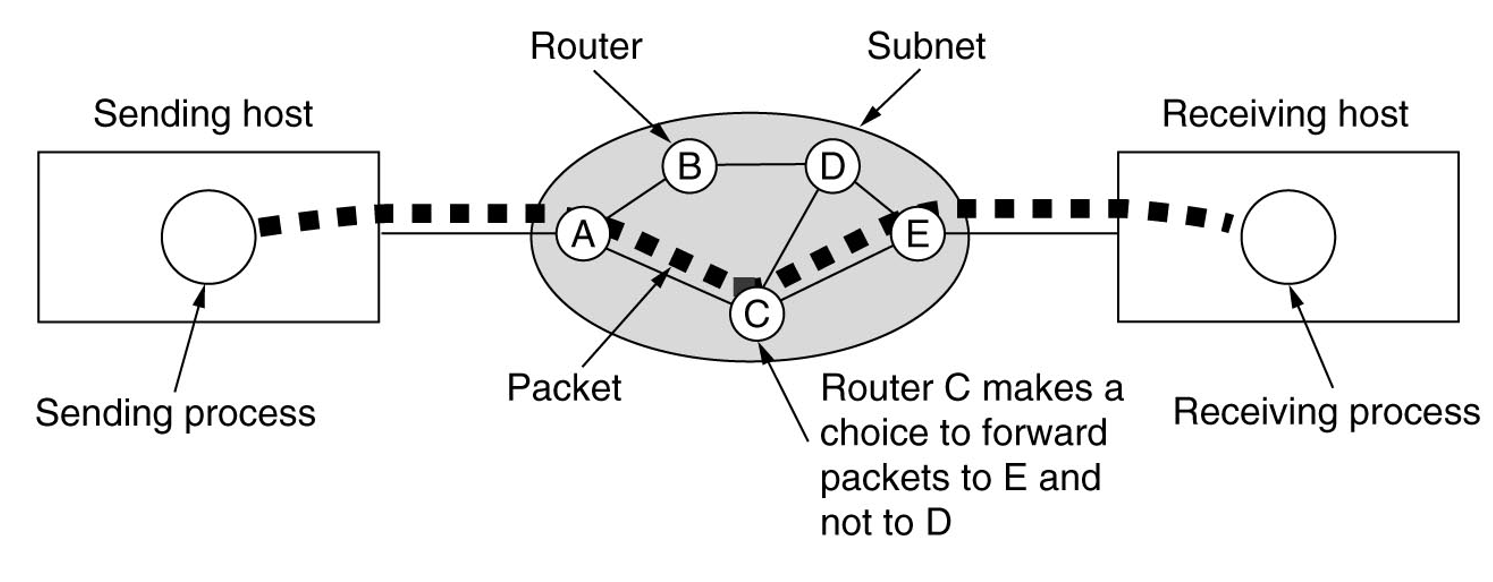 Router
Subnet
Sending host
Receiving host
B
D
A
E
C
Packet
Router C makes a
choice to forward
packets to E and
not to D
Sending process
Receiving process